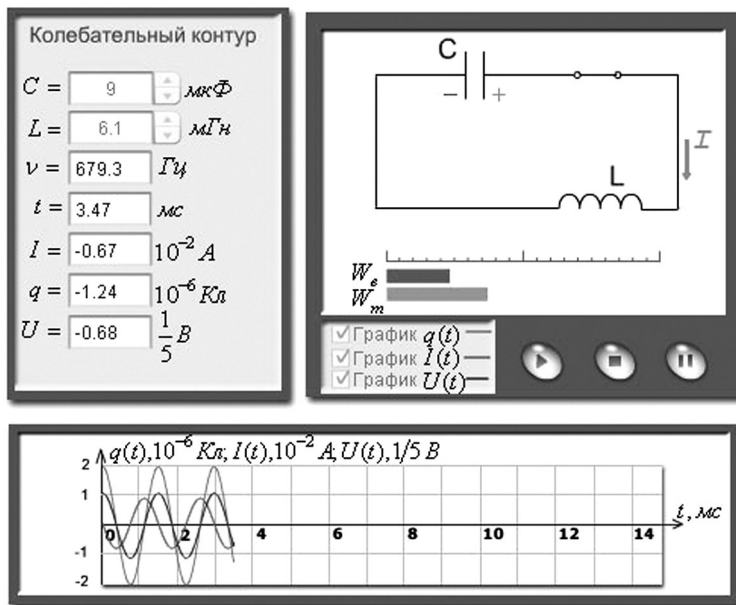 Колебательный контур
C = 9 мкФ
L = 6.1 мГн
ν = 679.3 Гц
t = 3.47 мс
I = -0.67 10⁻² А
q = -1.24 10⁻⁶ Кл
U = -0.68 1/5 В
C
− +
I
L
Wₑ
Wₘ
График q(t)
График I(t)
График U(t)
q(t),10⁻⁶ Кл; I(t),10⁻² А; U(t),1/5 В
2
1
0 2 4 6 8 10 12 14
t, мс
-1
-2